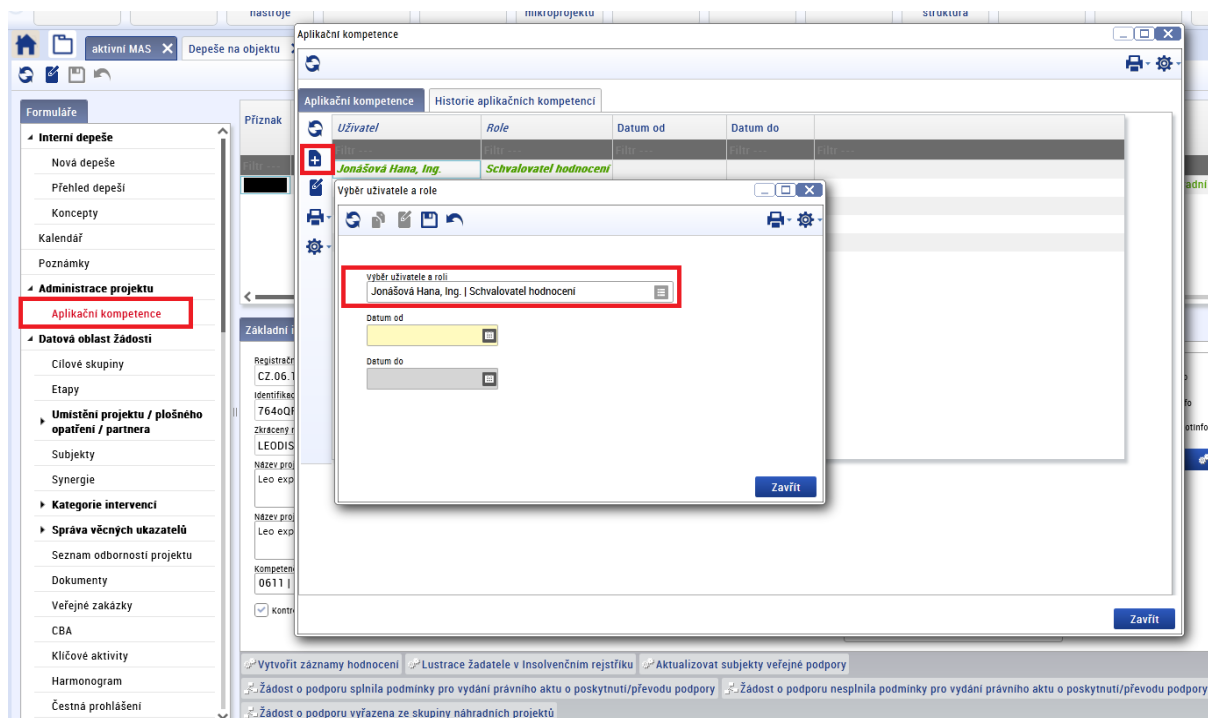 nástroje
mikroprojektu
struktura
aktivní MAS
Depeše na objektu
Aplikační kompetence
Formuláře
Interní depeše
Nová depeše
Přehled depeší
Koncepty
Kalendář
Poznámky
Administrace projektu
Aplikační kompetence
Datová oblast žádosti
Cílové skupiny
Etapy
Umístění projektu / plošného
opatření / partnera
Subjekty
Synergie
Kategorie intervencí
Správa věcných ukazatelů
Seznam odborností projektu
Dokumenty
Veřejné zakázky
CBA
Klíčové aktivity
Harmonogram
Čestná prohlášení
Příznak
Aplikační kompetence
Historie aplikačních kompetencí
Uživatel Role Datum od Datum do
Filtr --- Filtr --- Filtr --- Filtr --- Filtr ---
Jonášová Hana, Ing. Schvalovatel hodnocení
Výběr uživatele a role
Výběr uživatele a roli
Jonášová Hana, Ing. | Schvalovatel hodnocení
Datum od
Datum do
Zavřít
Zavřít
Základní
CZ.06.1
764oQF
LEODIS
Název proj
Leo exp
Název proj
Leo exp
Kompeten
0611 |
Kontr
Vytvořit záznamy hodnocení Lustrace žadatele v Insolvenčním rejstříku Aktualizovat subjekty veřejné podpory
Žádost o podporu splnila podmínky pro vydání právního aktu o poskytnutí/převodu podpory Žádost o podporu nesplnila podmínky pro vydání právního aktu o poskytnutí/převodu podpory
Žádost o podporu vyřazena ze skupiny náhradních projektů